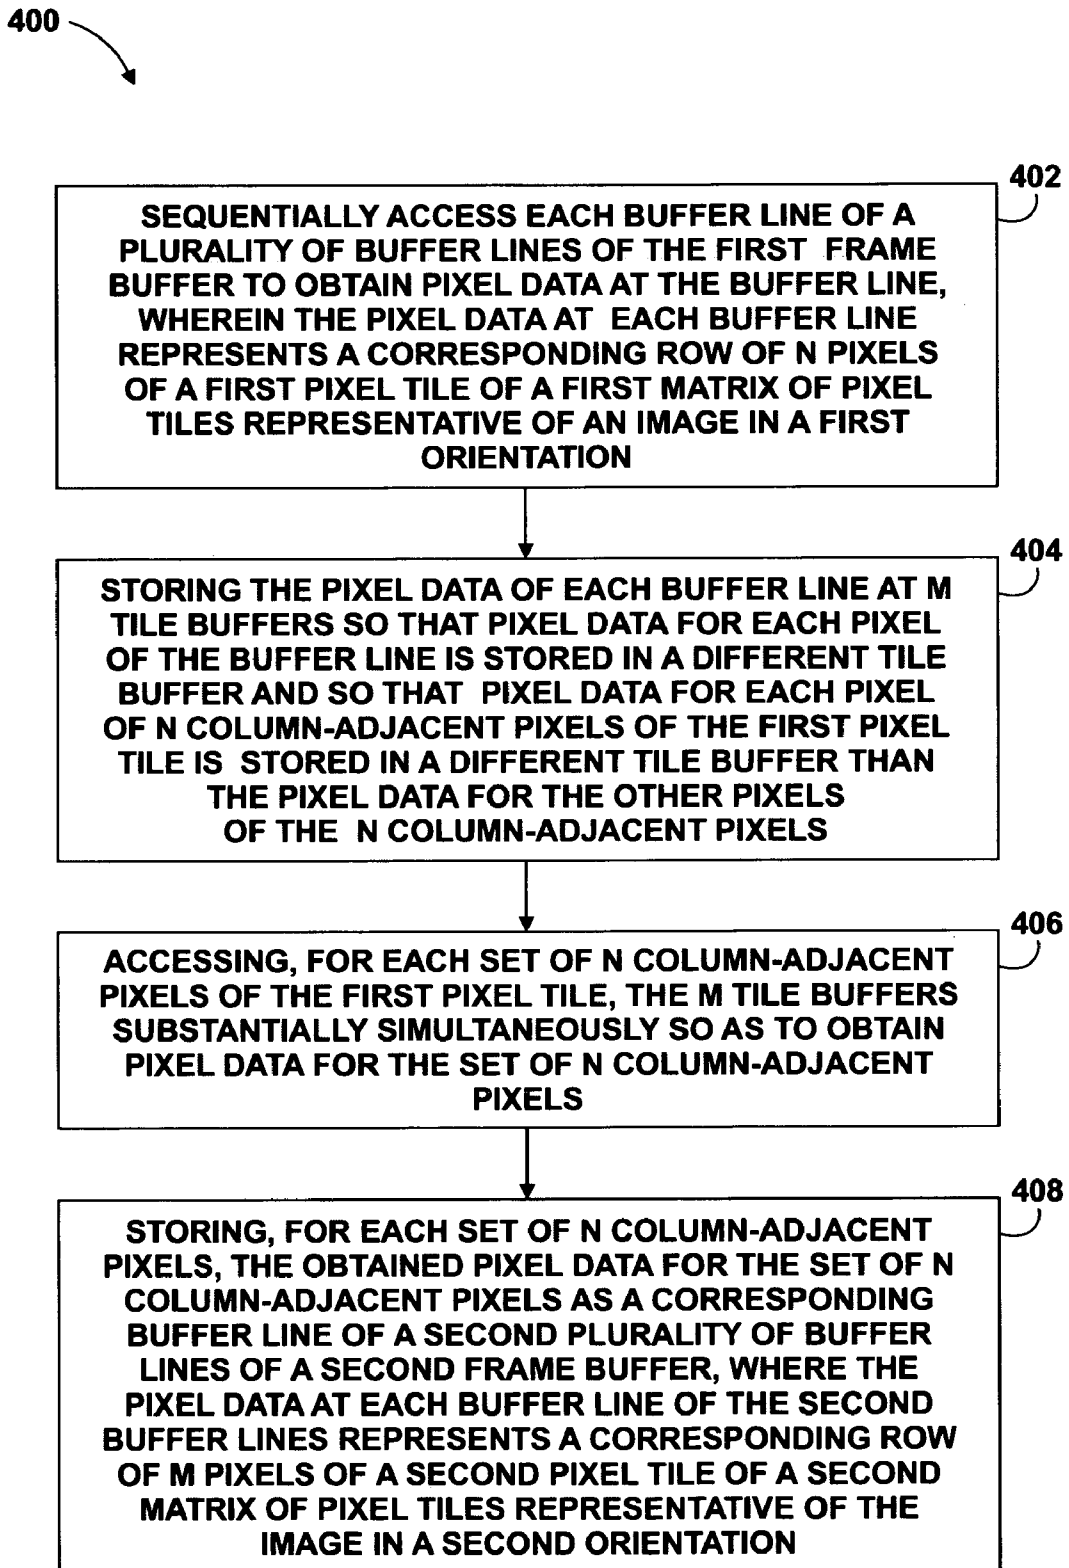 400
402
SEQUENTIALLY ACCESS EACH BUFFER LINE OF A
PLURALITY OF BUFFER LINES OF THE FIRST FRAME
BUFFER TO OBTAIN PIXEL DATA AT THE BUFFER LINE,
WHEREIN THE PIXEL DATA AT EACH BUFFER LINE
REPRESENTS A CORRESPONDING ROW OF N PIXELS
OF A FIRST PIXEL TILE OF A FIRST MATRIX OF PIXEL
TILES REPRESENTATIVE OF AN IMAGE IN A FIRST
ORIENTATION
404
STORING THE PIXEL DATA OF EACH BUFFER LINE AT M
TILE BUFFERS SO THAT PIXEL DATA FOR EACH PIXEL
OF THE BUFFER LINE IS STORED IN A DIFFERENT TILE
BUFFER AND SO THAT PIXEL DATA FOR EACH PIXEL
OF N COLUMN-ADJACENT PIXELS OF THE FIRST PIXEL
TILE IS STORED IN A DIFFERENT TILE BUFFER THAN
THE PIXEL DATA FOR THE OTHER PIXELS
OF THE N COLUMN-ADJACENT PIXELS
406
ACCESSING, FOR EACH SET OF N COLUMN-ADJACENT
PIXELS OF THE FIRST PIXEL TILE, THE M TILE BUFFERS
SUBSTANTIALLY SIMULTANEOUSLY SO AS TO OBTAIN
PIXEL DATA FOR THE SET OF N COLUMN-ADJACENT
PIXELS
408
STORING, FOR EACH SET OF N COLUMN-ADJACENT
PIXELS, THE OBTAINED PIXEL DATA FOR THE SET OF N
COLUMN-ADJACENT PIXELS AS A CORRESPONDING
BUFFER LINE OF A SECOND PLURALITY OF BUFFER
LINES OF A SECOND FRAME BUFFER, WHERE THE
PIXEL DATA AT EACH BUFFER LINE OF THE SECOND
BUFFER LINES REPRESENTS A CORRESPONDING ROW
OF M PIXELS OF A SECOND PIXEL TILE OF A SECOND
MATRIX OF PIXEL TILES REPRESENTATIVE OF THE
IMAGE IN A SECOND ORIENTATION